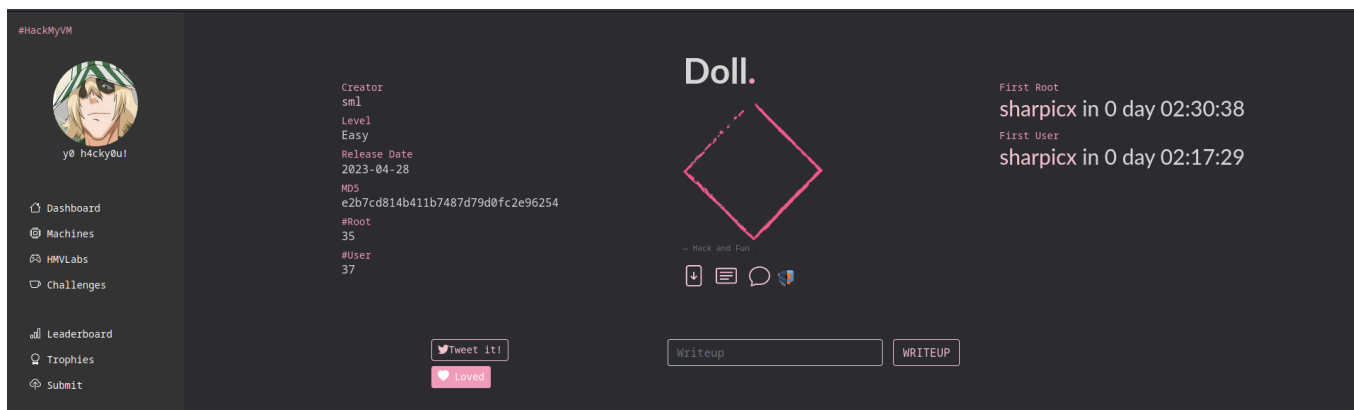 #HackMyVM
y0 h4cky0u!
Dashboard
Machines
HMVLabs
Challenges
Leaderboard
Trophies
Submit
Creator
sml
Level
Easy
Release Date
2023-04-28
MD5
e2b7cd814b411b7487d79d0fc2e96254
#Root
35
#User
37
Tweet it!
Loved
Doll.
— Hack and Fun.
Writeup
WRITEUP
First Root
sharpicx in 0 day 02:30:38
First User
sharpicx in 0 day 02:17:29